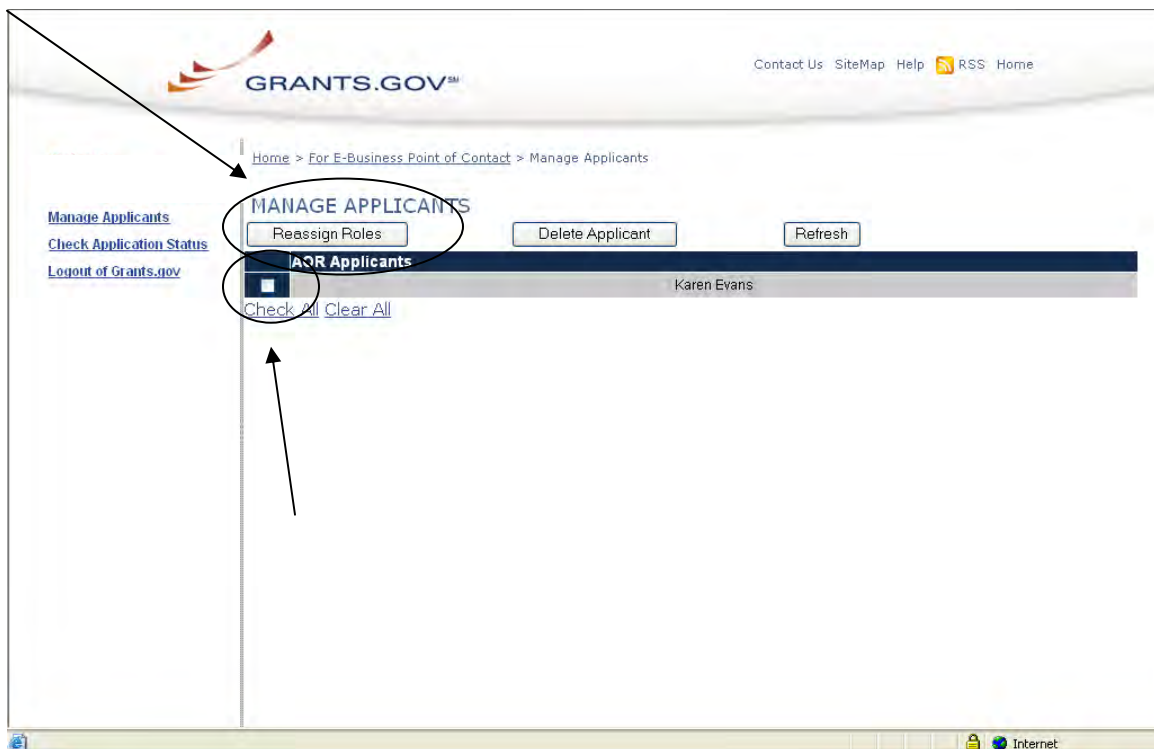 GRANTS.GOV℠
Contact Us SiteMap Help RSS Home
Home > For E-Business Point of Contact > Manage Applicants
Manage Applicants
Check Application Status
Logout of Grants.gov
MANAGE APPLICANTS
Reassign Roles Delete Applicant Refresh
AOR Applicants
Karen Evans
Check All Clear All
Internet